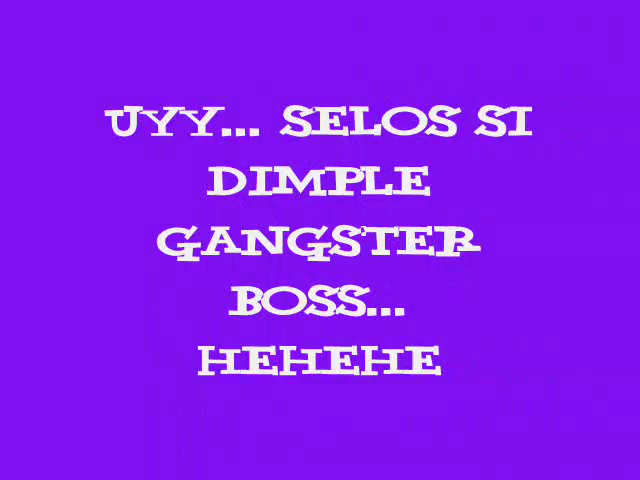 UYY... SELOS SI
DIMPLE
GANGSTER
BOSS...
HEHEHE